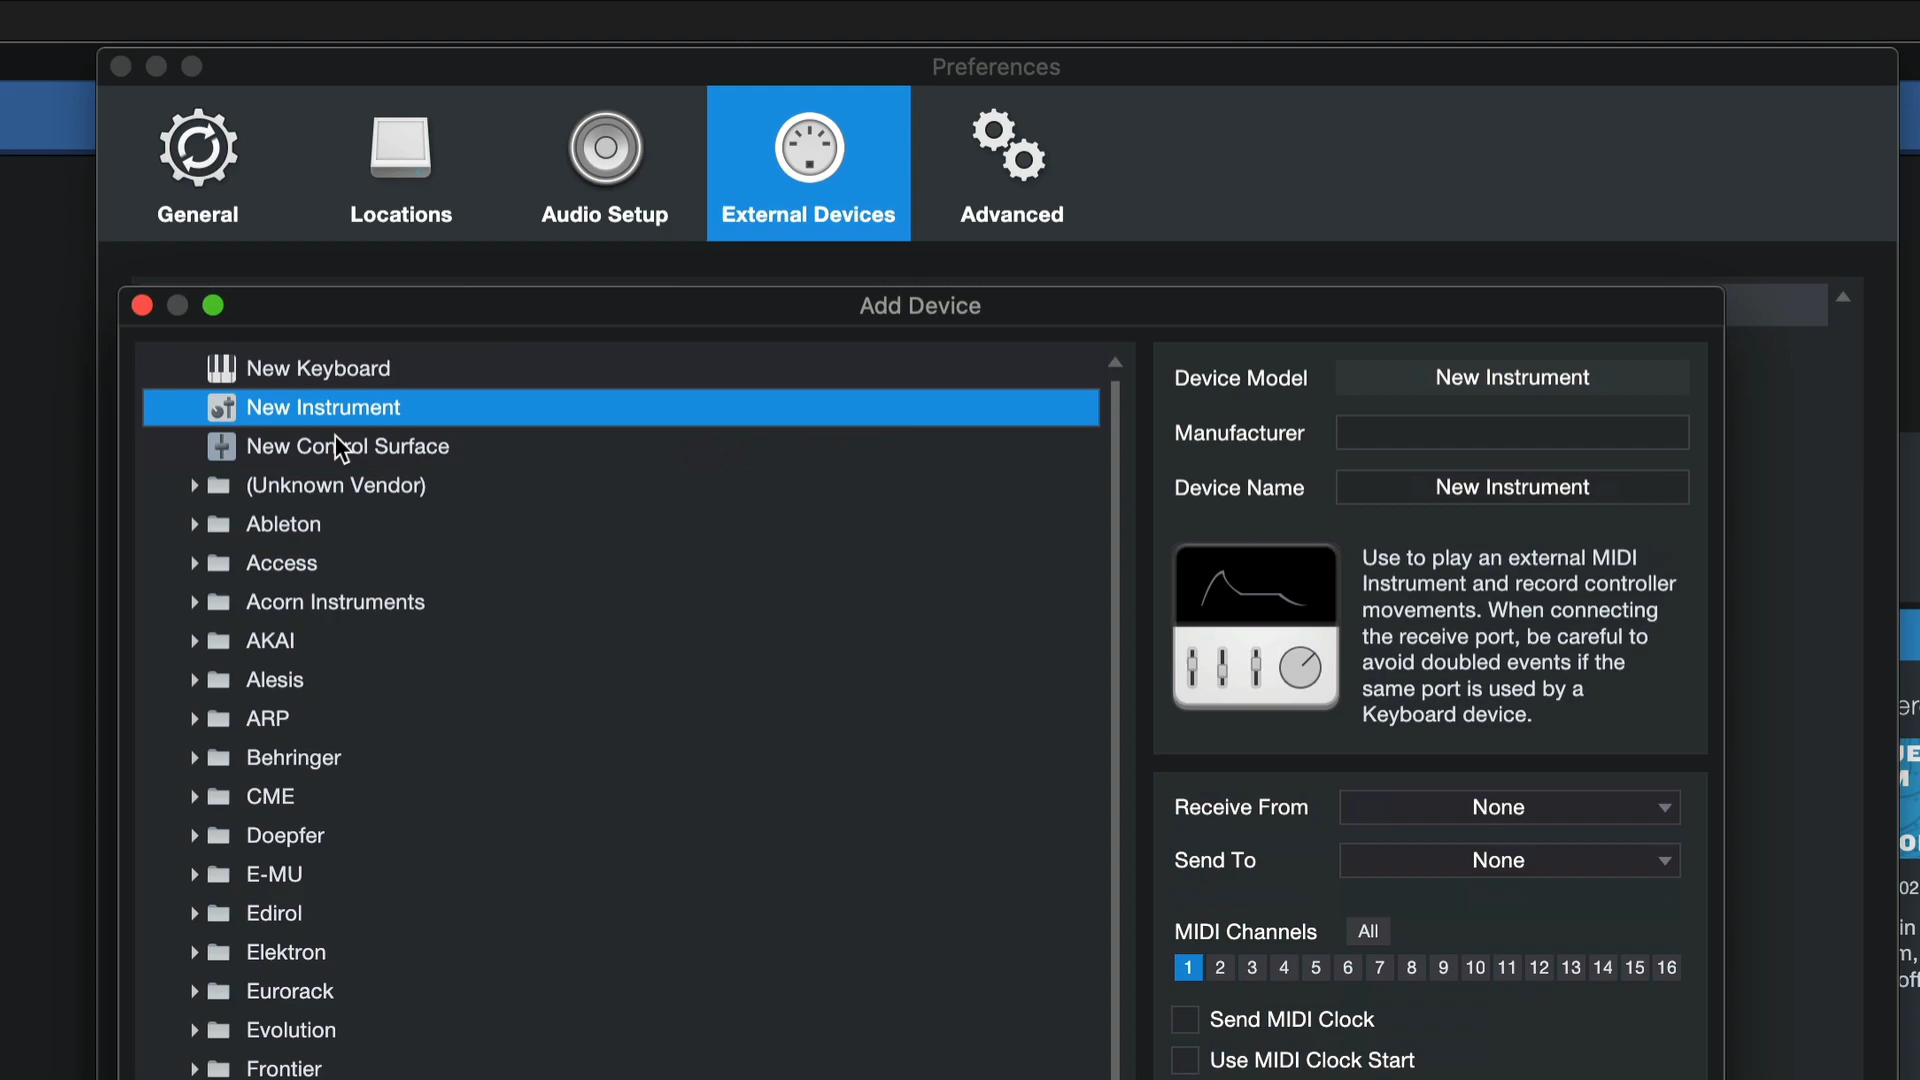 Preferences
General
Locations
Audio Setup
External Devices
Advanced
Add Device
New Keyboard
New Instrument
New Control Surface
(Unknown Vendor)
Ableton
Access
Acorn Instruments
AKAI
Alesis
ARP
Behringer
CME
Doepfer
E-MU
Edirol
Elektron
Eurorack
Evolution
Frontier
Device Model
New Instrument
Manufacturer
Device Name
New Instrument
Use to play an external MIDI
Instrument and record controller
movements. When connecting
the receive port, be careful to
avoid doubled events if the
same port is used by a
Keyboard device.
Receive From
None
Send To
None
MIDI Channels
All
1 2 3 4 5 6 7 8 9 10 11 12 13 14 15 16
Send MIDI Clock
Use MIDI Clock Start